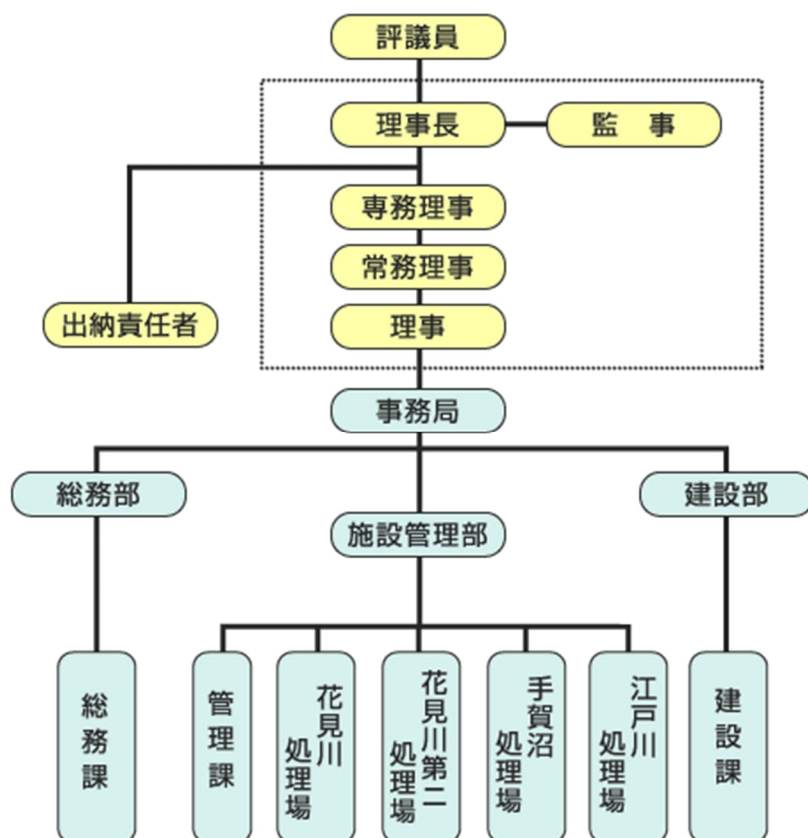 評議員
理事長
監　事
専務理事
常務理事
出納責任者
理事
事務局
総務部
建設部
施設管理部
総務課
管理課
花見川
処理場
花見川第二
処理場
手賀沼
処理場
江戸川
処理場
建設課